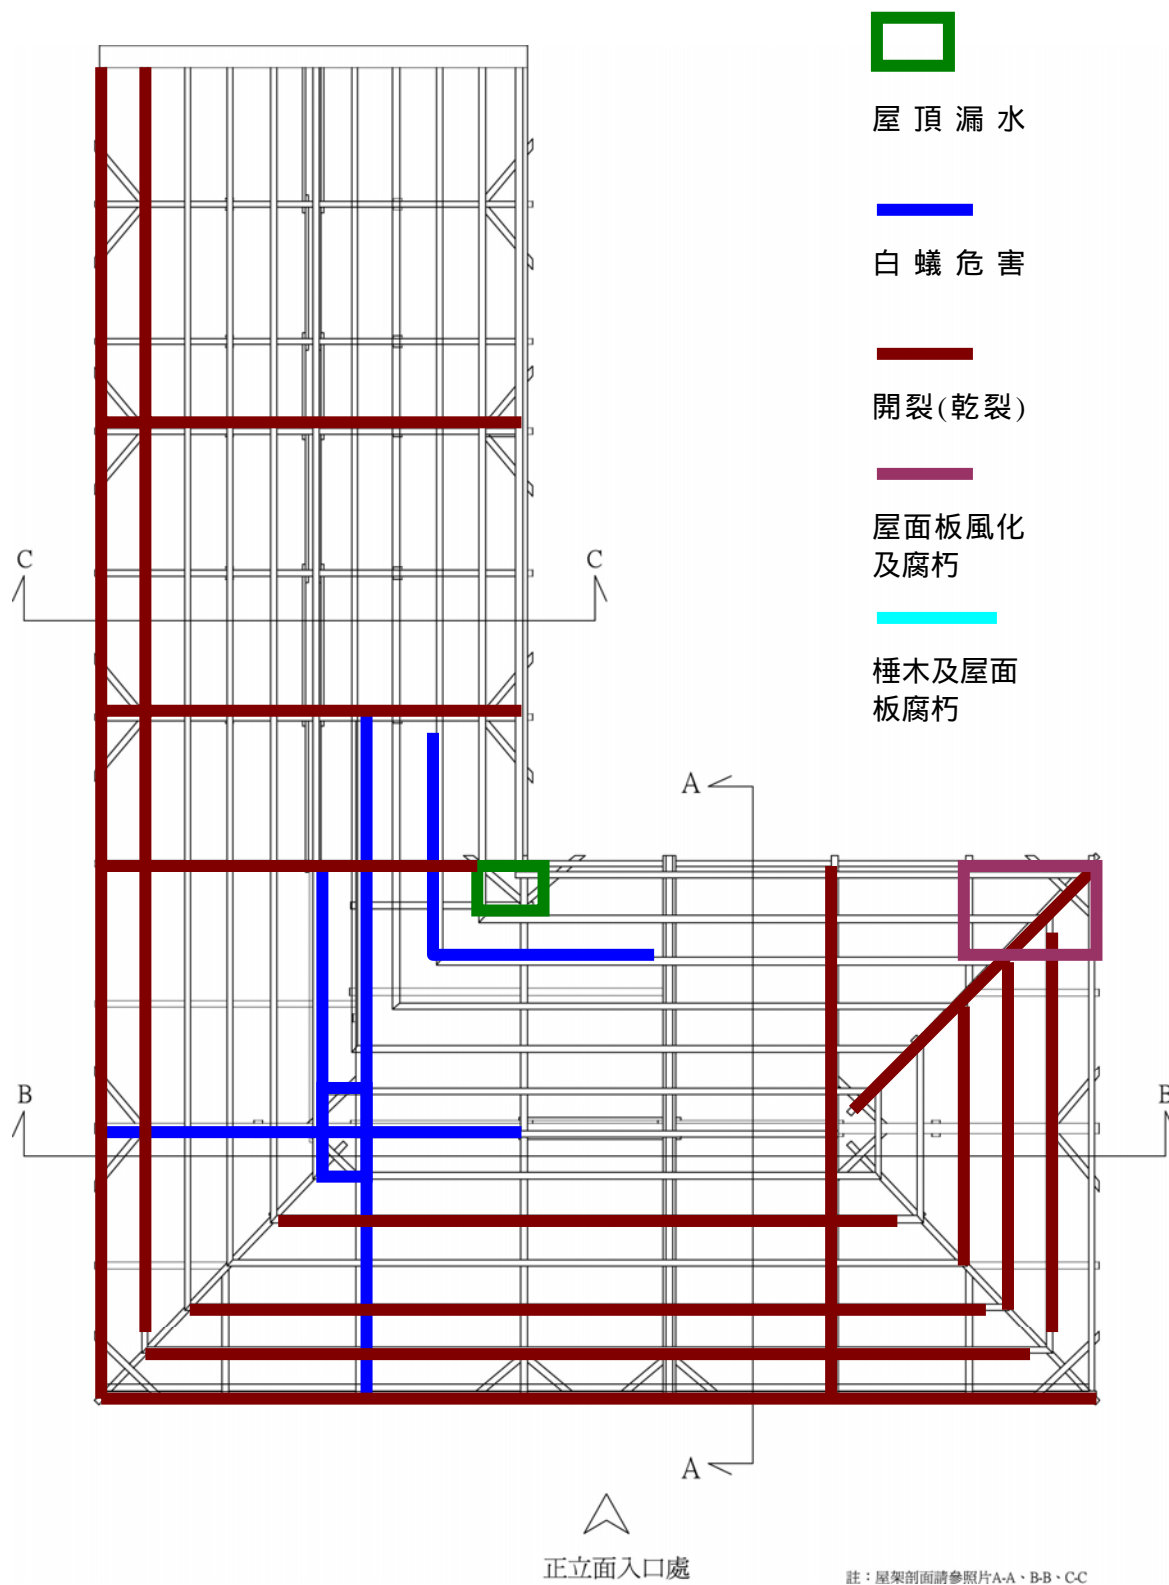 屋頂漏水
白蟻危害
開裂(乾裂)
屋面板風化
及腐朽
棰木及屋面
板腐朽
C
C
A
B
B
A
正立面入口處
註：屋架剖面請參照片A-A、B-B、C-C